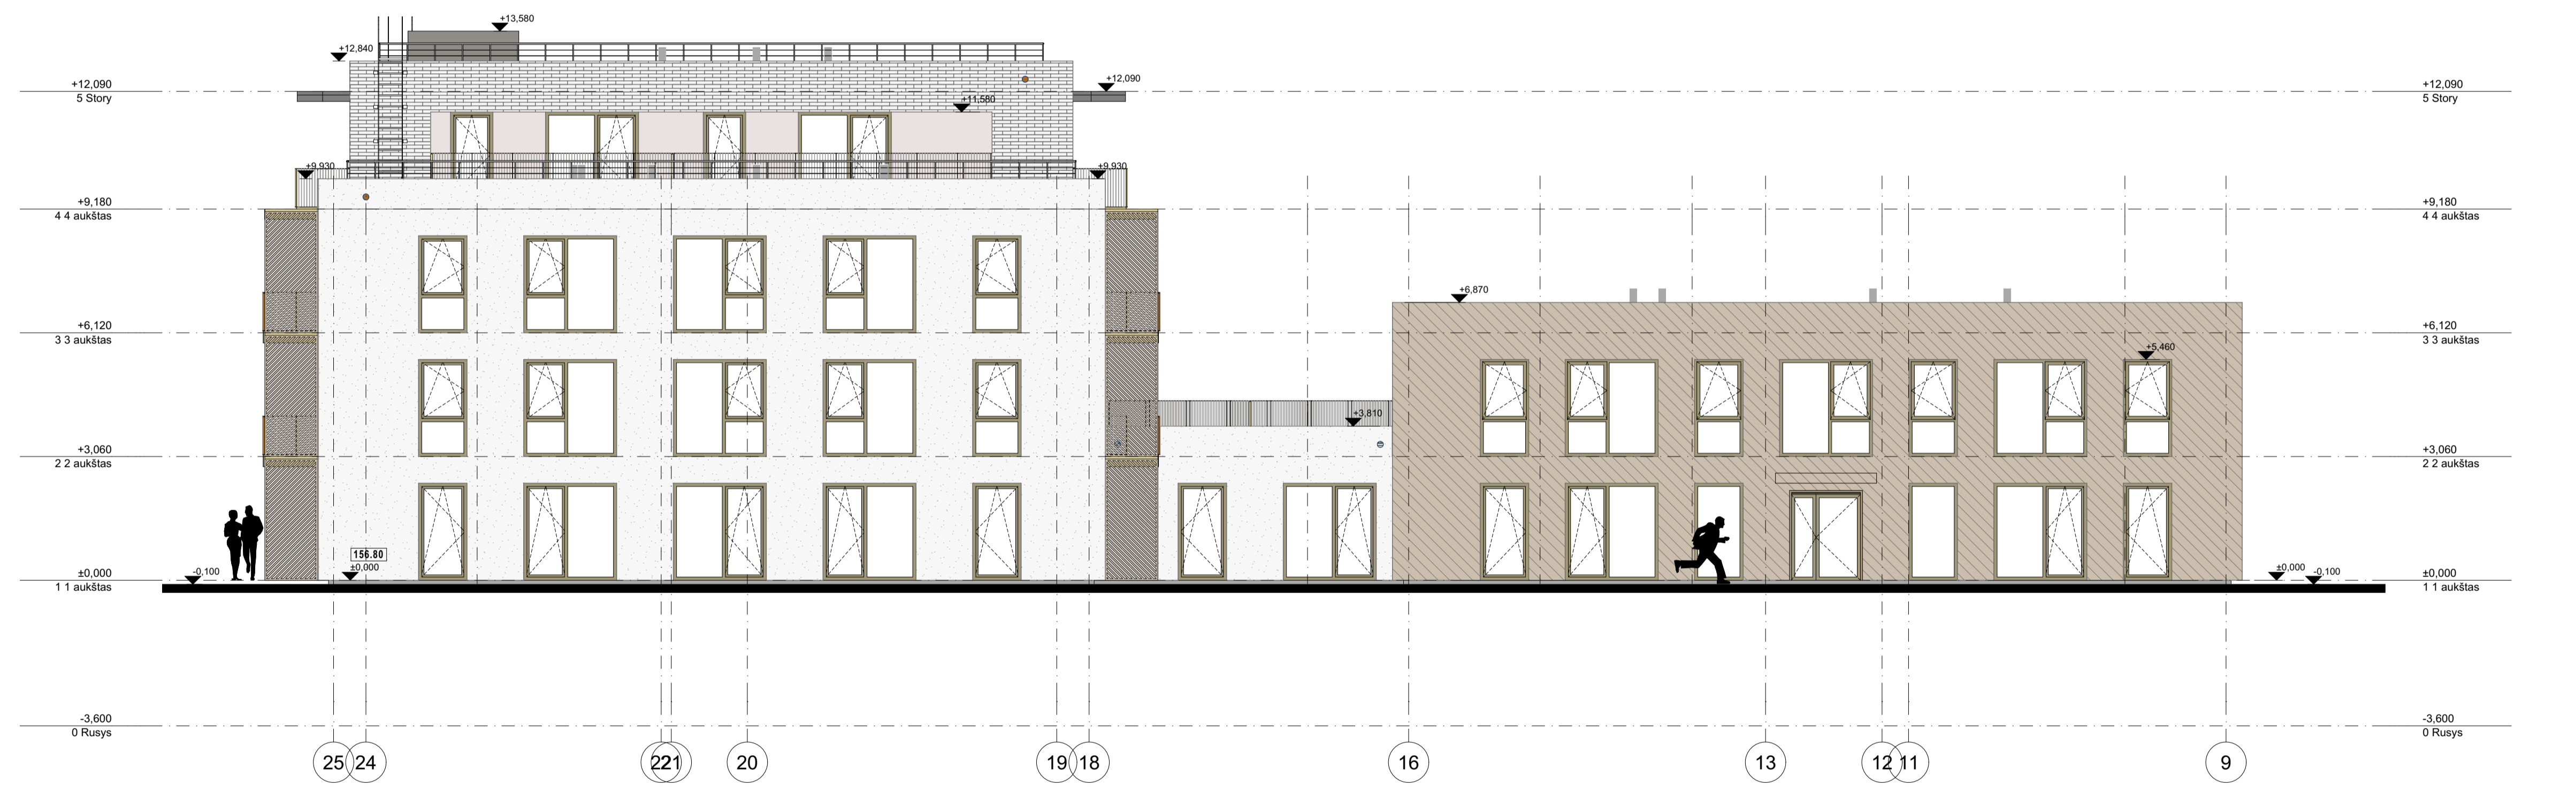 +13,580
+12,840
+12,090
5 Story
+12,090
+12,090
5 Story
+11,580
+9,930
+9,930
+9,180
4 4 aukštas
+9,180
4 4 aukštas
+6,870
+6,120
3 3 aukštas
+6,120
3 3 aukštas
+5,460
+3,810
+3,060
2 2 aukštas
+3,060
2 2 aukštas
156.80
±0,000
-0,100
±0,000
1 1 aukštas
±0,000
-0,100
±0,000
1 1 aukštas
-3,600
0 Rusys
-3,600
0 Rusys
25 24 22 21 20 19 18 16 13 12 11 9